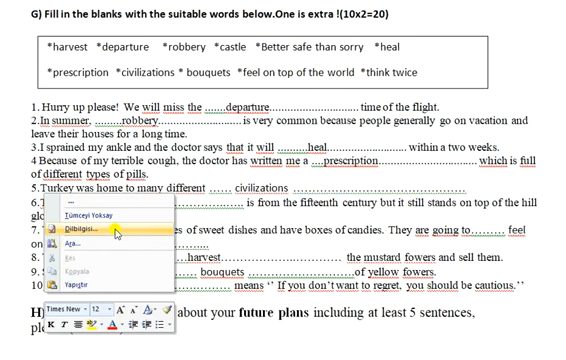 G) Fill in the blanks with the suitable words below.One is extra !(10x2=20)
*harvest *departure *robbery *castle *Better safe than sorry *heal
*prescription *civilizations * bouquets *feel on top of the world *think twice
1. Hurry up please! We will miss the .......departure............................... time of the flight.
2.In summer, ........robbery................................is very common because people generally go on vacation and
leave their houses for a long time.
3.I sprained my ankle and the doctor says that it will ..........heal............................ within a two weeks.
4 Because of my terrible cough, the doctor has written me a ....prescription.................................. which is full
of different types of pills.
5.Turkey was home to many different ...... civilizations ..........................................................
6.T
....................... is from the fifteenth century but it still stands on top of the hill
glo
7.
es of sweet dishes and have boxes of candies. They are going to......... feel
on
...........
8.
....harvest...................................... the mustard fowers and sell them.
9.
....... bouquets ................................of yellow fowers.
10
................... means ‘’ If you don’t want to regret, you should be cautious.’’
...
Tümceyi Yoksay
Dilbilgisi...
Ara...
Kes
Kopyala
Yapıştır
Times New 12 A A
K T
A
H)
about your future plans including at least 5 sentences,
ple